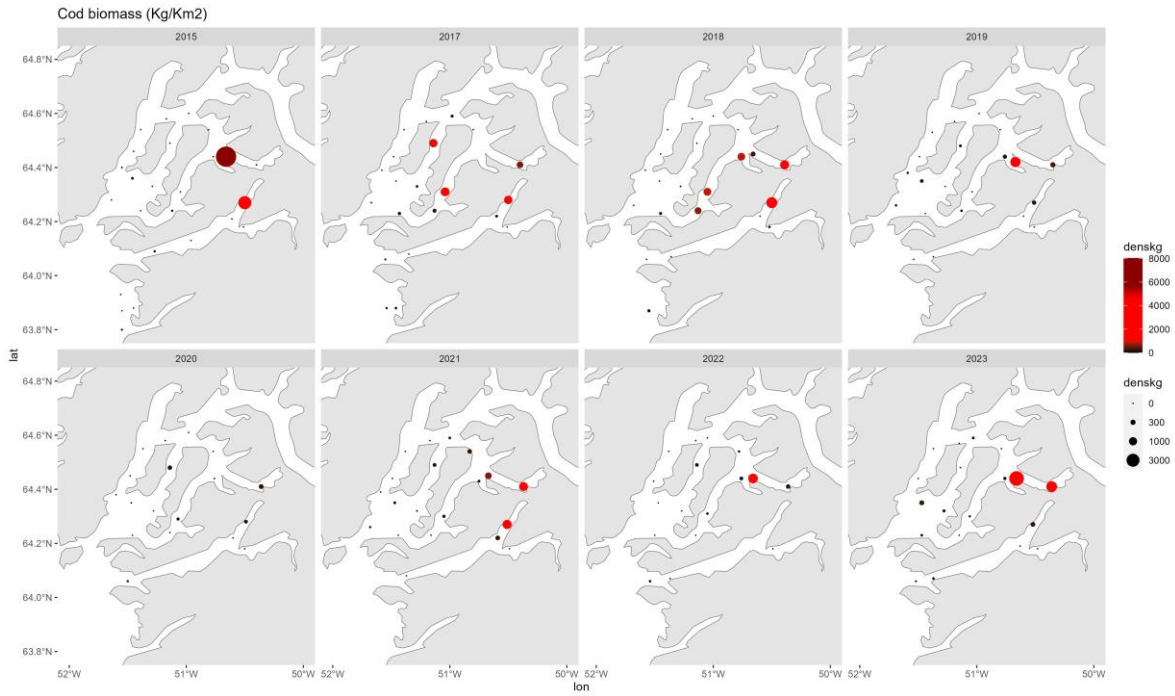 Cod biomass (Kg/Km2)
2015
2017
2018
2019
64.8°N
64.6°N
64.4°N
64.2°N
64.0°N
63.8°N
2020
2021
2022
2023
64.8°N
64.6°N
64.4°N
64.2°N
64.0°N
63.8°N
lat
52°W
51°W
50°W
52°W
51°W
50°W
52°W
51°W
50°W
52°W
51°W
50°W
lon
denskg
8000
6000
4000
2000
0
denskg
0
300
1000
3000